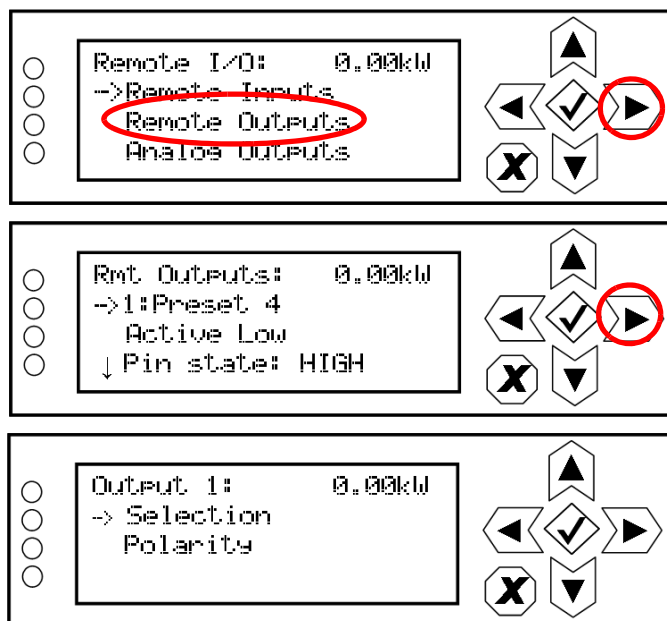 Remote I/O: 0.00kW
->Remote Inputs
Remote Outputs
Analog Outputs
X
Rmt Outputs: 0.00kW
->1:Preset 4
Active Low
↓ Pin state: HIGH
X
Output 1: 0.00kW
-> Selection
Polarity
X